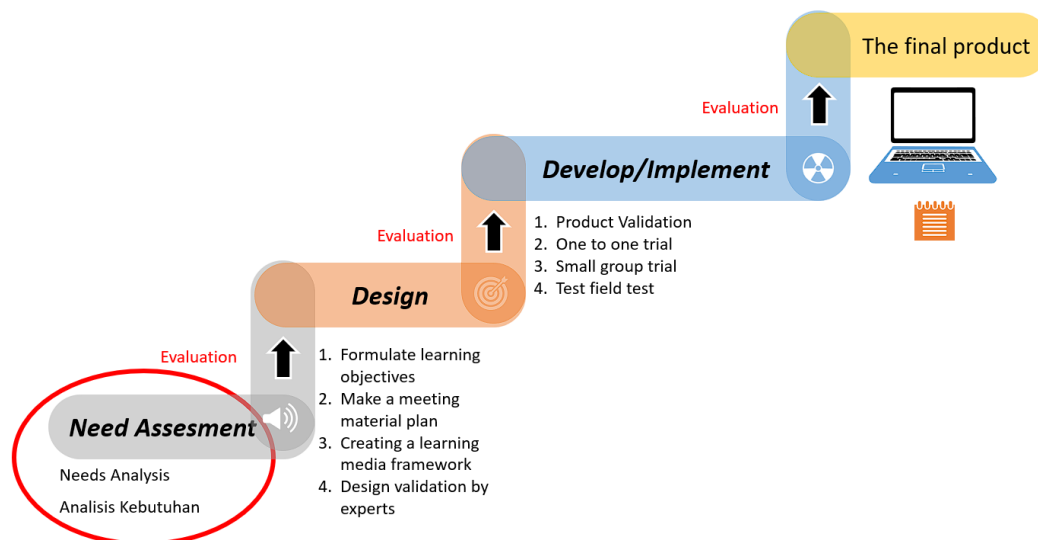 The final product
Evaluation
Develop/Implement
1. Product Validation
2. One to one trial
3. Small group trial
4. Test field test
Evaluation
Design
1. Formulate learning
objectives
2. Make a meeting
material plan
3. Creating a learning
media framework
4. Design validation by
experts
Evaluation
Need Assesment
Needs Analysis
Analisis Kebutuhan